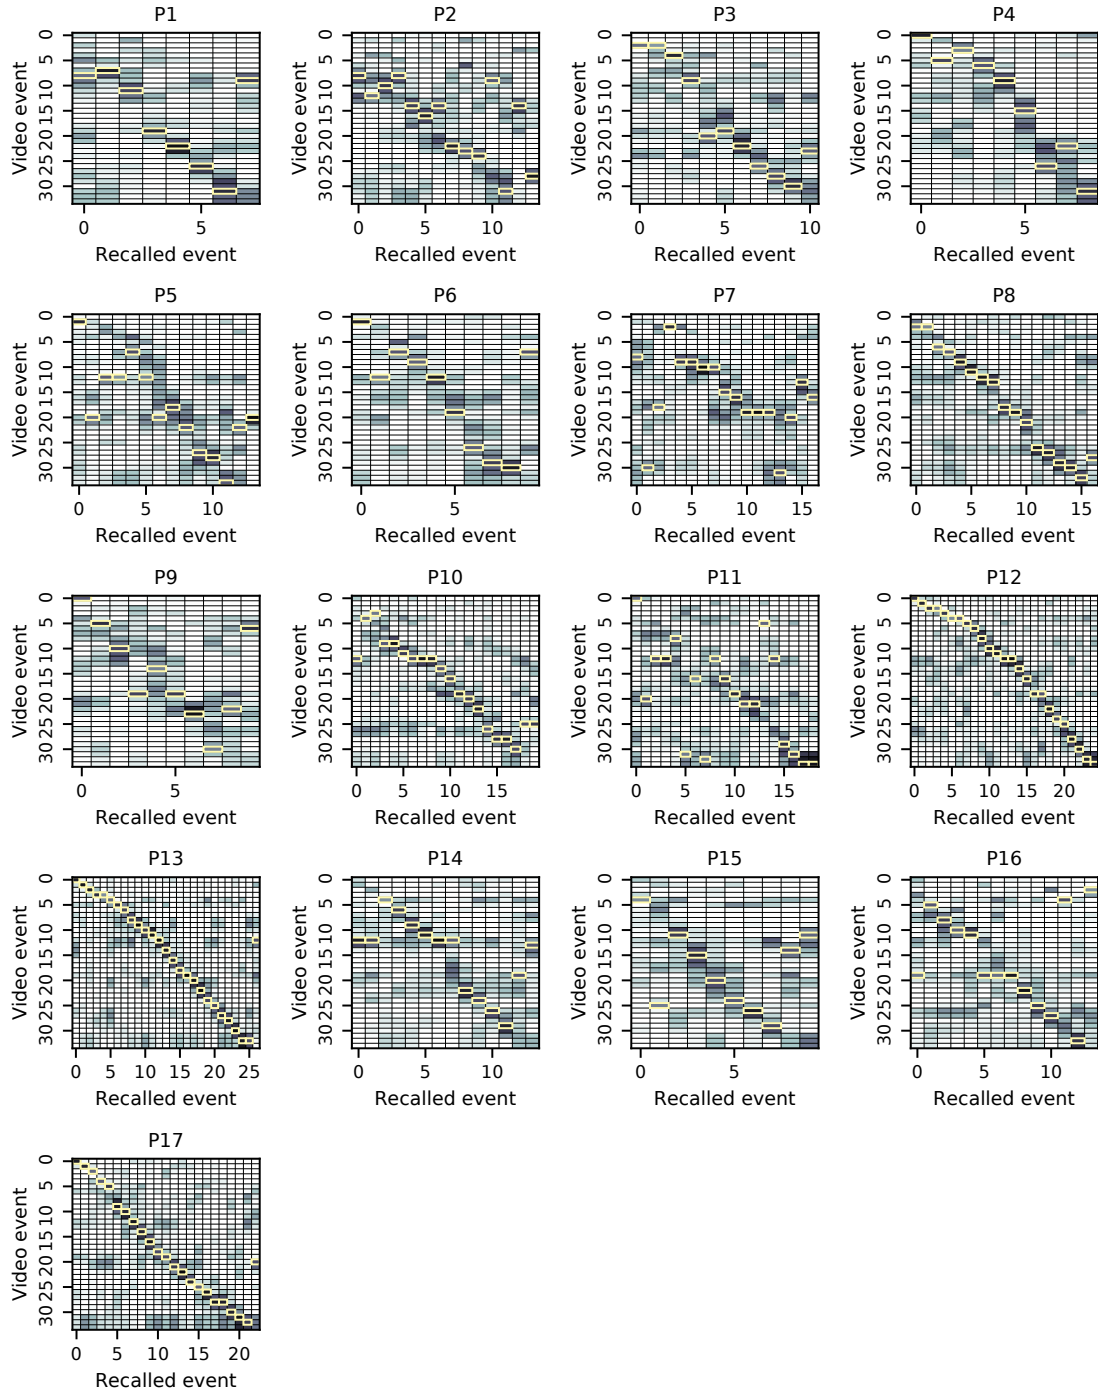 P1 P2 P3 P4
0 5 10 15 20 25 30 0 5 10 15 20 25 30 0 5 10 15 20 25 30 0 5 10 15 20 25 30
Video event Video event Video event Video event
0 5 0 5 10 0 5 10 0 5
Recalled event Recalled event Recalled event Recalled event
P5 P6 P7 P8
0 5 10 15 20 25 30 0 5 10 15 20 25 30 0 5 10 15 20 25 30 0 5 10 15 20 25 30
Video event Video event Video event Video event
0 5 10 0 5 0 5 10 15 0 5 10 15
Recalled event Recalled event Recalled event Recalled event
P9 P10 P11 P12
0 5 10 15 20 25 30 0 5 10 15 20 25 30 0 5 10 15 20 25 30 0 5 10 15 20 25 30
Video event Video event Video event Video event
0 5 0 5 10 15 0 5 10 15 0 5 10 15 20
Recalled event Recalled event Recalled event Recalled event
P13 P14 P15 P16
0 5 10 15 20 25 30 0 5 10 15 20 25 30 0 5 10 15 20 25 30 0 5 10 15 20 25 30
Video event Video event Video event Video event
0 5 10 15 20 25 0 5 10 0 5 0 5 10
Recalled event Recalled event Recalled event Recalled event
P17
0 5 10 15 20 25 30
Video event
0 5 10 15 20
Recalled event